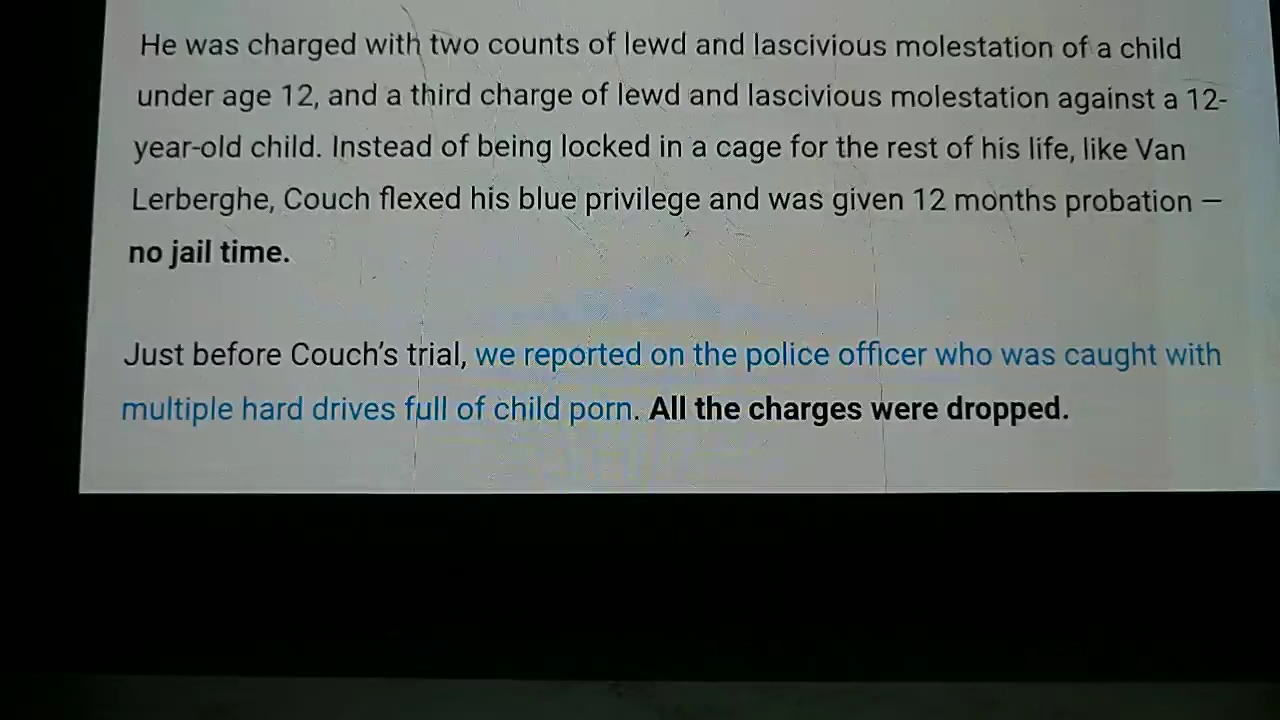 He was charged with two counts of lewd and lascivious molestation of a child
under age 12, and a third charge of lewd and lascivious molestation against a 12-
year-old child. Instead of being locked in a cage for the rest of his life, like Van
Lerberghe, Couch flexed his blue privilege and was given 12 months probation —
no jail time.
Just before Couch’s trial, we reported on the police officer who was caught with
multiple hard drives full of child porn. All the charges were dropped.